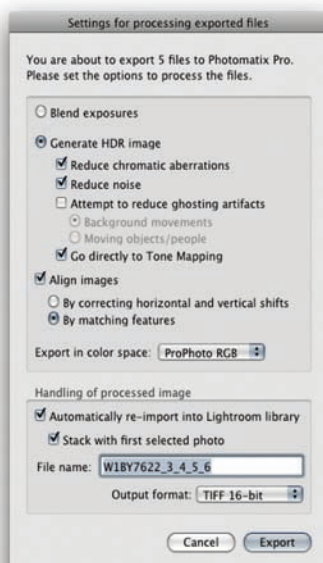 Settings for processing exported files
You are about to export 5 files to Photomatix Pro.
Please set the options to process the files.
Blend exposures
Generate HDR image
Reduce chromatic aberrations
Reduce noise
Attempt to reduce ghosting artifacts
Background movements
Moving objects/people
Go directly to Tone Mapping
Align images
By correcting horizontal and vertical shifts
By matching features
Export in color space: ProPhoto RGB
Handling of processed image
Automatically re-import into Lightroom library
Stack with first selected photo
File name: W1BY7622_3_4_5_6
Output format: TIFF 16-bit
Cancel Export